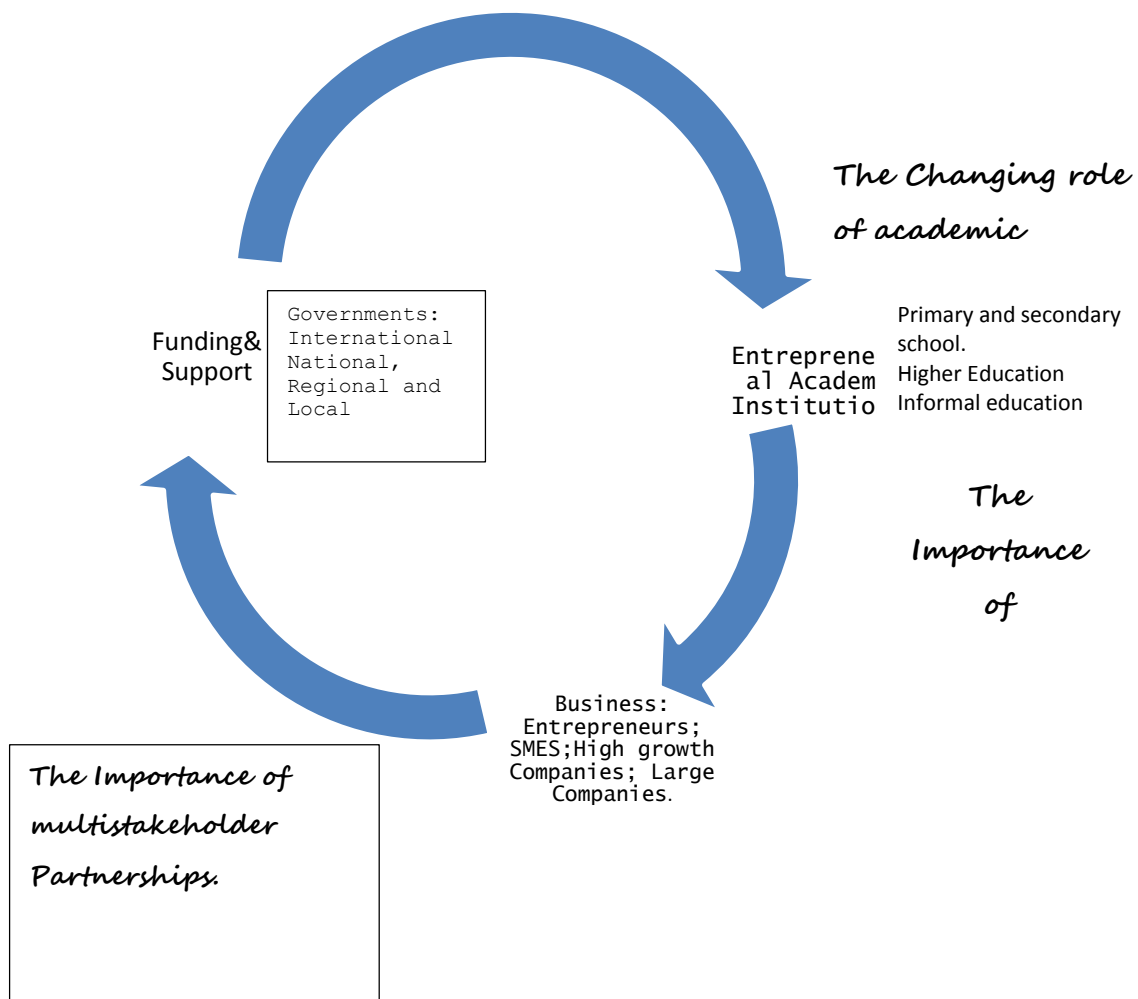 The Changing role
of academic
Funding&
Support
Governments:
International
National,
Regional and
Local
Entreprene
al Academ
Institutio
Primary and secondary
school.
Higher Education
Informal education
The
Importance
of
Business:
Entrepreneurs;
SMES;High growth
Companies; Large
Companies.
The Importance of
multistakeholder
Partnerships.